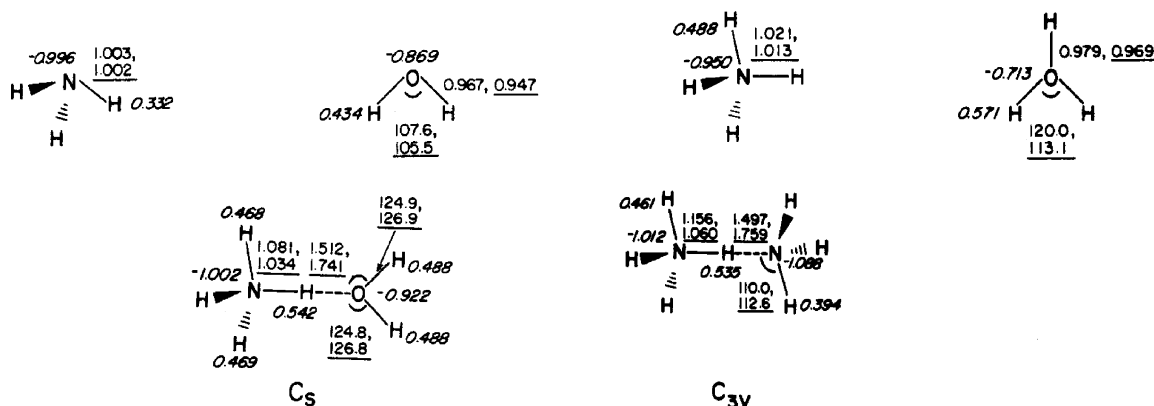 -0.996
1.003,
1.002
N
H
H
0.332
H
-0.869
O
0.967, 0.947
0.434
H
H
107.6,
105.5
0.488
H
1.021,
1.013
-0.950
N
H
H
H
H
0.979, 0.969
-0.713
O
0.571
H
H
120.0,
113.1
0.468
H
1.081,
1.034
1.512,
1.741
124.9,
126.9
H
0.488
-1.002
H
N
H
O
-0.922
0.542
H
0.469
124.8,
126.8
H
0.488
Cs
0.461
H
1.156,
1.060
1.497,
1.759
H
-1.012
H
N
H
N
H
-1.088
0.535
H
110.0,
112.6
H
0.394
C3V